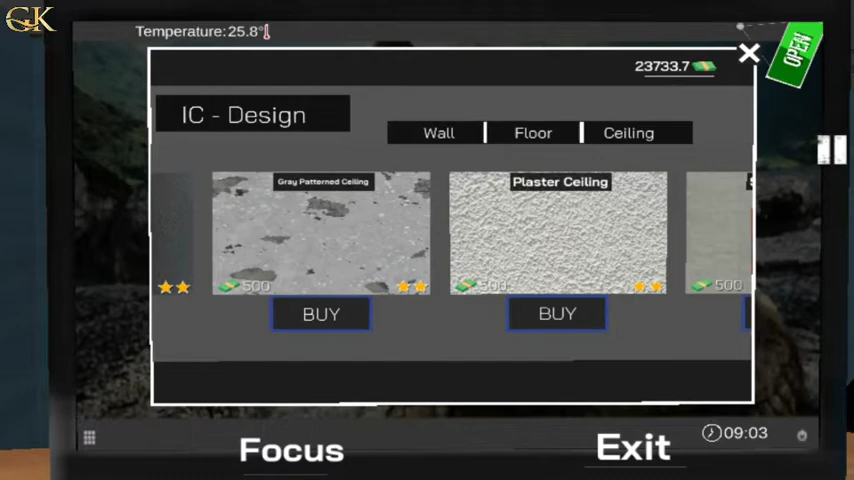 GK
Temperature: 25.8°
OPEN
23733.7
IC - Design
Wall
Floor
Ceiling
Gray Patterned Ceiling
Plaster Ceiling
500
500
500
BUY
BUY
09:03
Focus
Exit